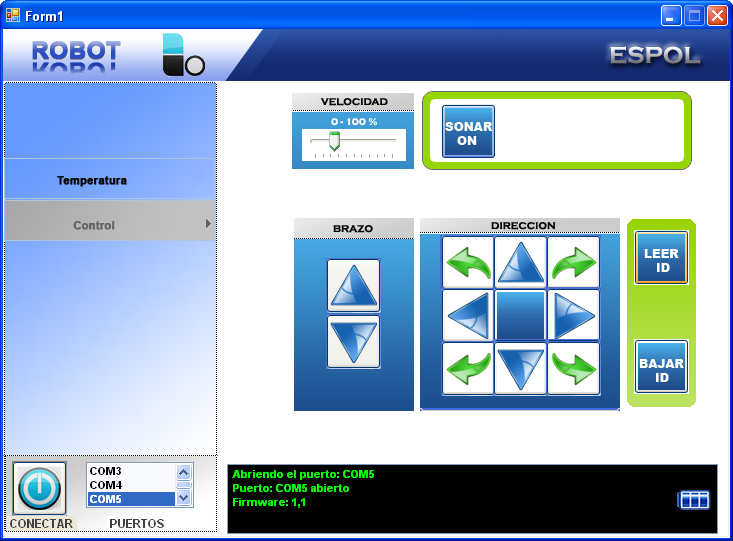 Form1
ROBOT
ESPOL
VELOCIDAD
0 - 100 %
SONAR
ON
Temperatura
Control
BRAZO
DIRECCION
LEER
ID
BAJAR
ID
COM3
COM4
COM5
CONECTAR
PUERTOS
Abriendo el puerto: COM5
Puerto: COM5 abierto
Firmware: 1,1